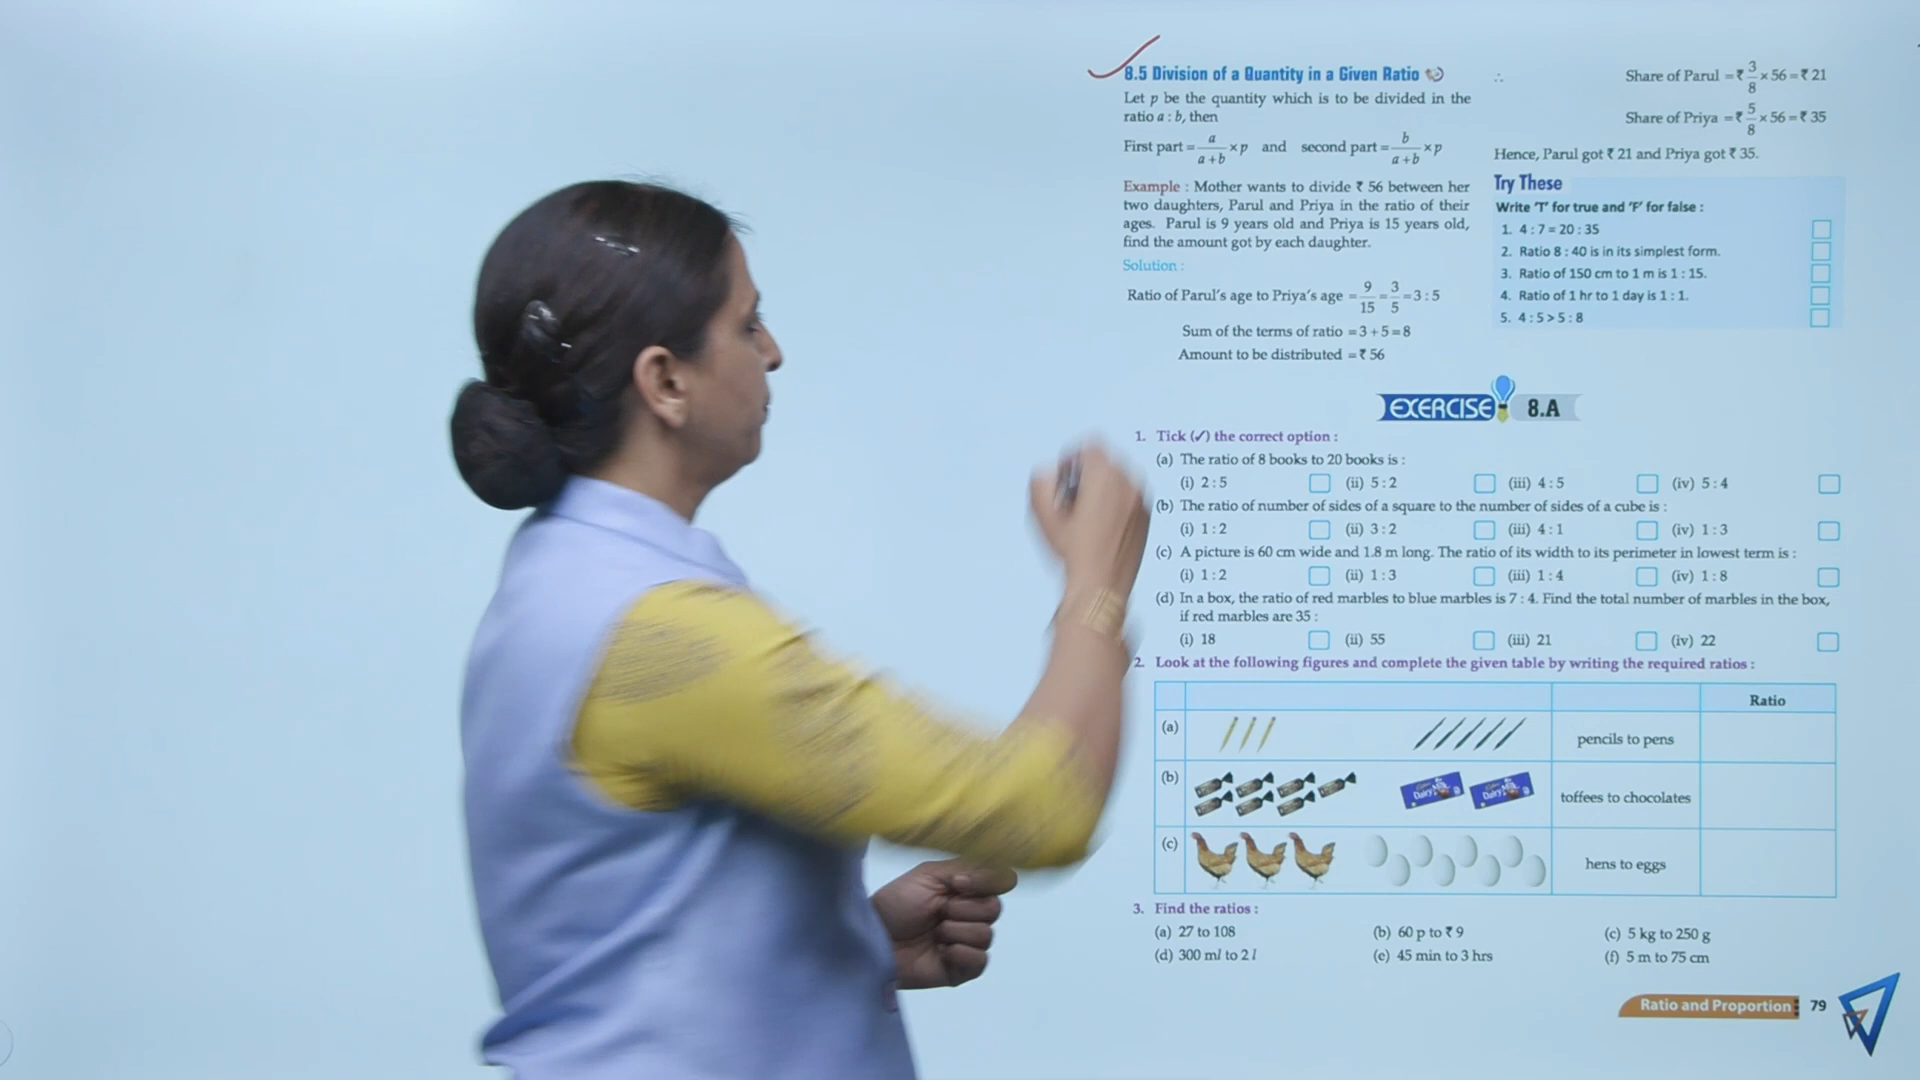 8.5 Division of a Quantity in a Given Ratio
Let p be the quantity which is to be divided in the
ratio a : b, then
First part = a/(a+b) × p and second part = b/(a+b) × p
Example : Mother wants to divide ₹ 56 between her
two daughters, Parul and Priya in the ratio of their
ages. Parul is 9 years old and Priya is 15 years old,
find the amount got by each daughter.
Solution :
Ratio of Parul's age to Priya's age = 9/15 = 3/5 = 3 : 5
Sum of the terms of ratio = 3 + 5 = 8
Amount to be distributed = ₹ 56
∴ Share of Parul = ₹ 3/8 × 56 = ₹ 21
Share of Priya = ₹ 5/8 × 56 = ₹ 35
Hence, Parul got ₹ 21 and Priya got ₹ 35.
Try These
Write 'T' for true and 'F' for false :
1. 4 : 7 = 20 : 35
2. Ratio 8 : 40 is in its simplest form.
3. Ratio of 150 cm to 1 m is 1 : 15.
4. Ratio of 1 hr to 1 day is 1 : 1.
5. 4 : 5 > 5 : 8
EXERCISE 8.A
1. Tick (✓) the correct option :
(a) The ratio of 8 books to 20 books is :
(i) 2 : 5 (ii) 5 : 2 (iii) 4 : 5 (iv) 5 : 4
(b) The ratio of number of sides of a square to the number of sides of a cube is :
(i) 1 : 2 (ii) 3 : 2 (iii) 4 : 1 (iv) 1 : 3
(c) A picture is 60 cm wide and 1.8 m long. The ratio of its width to its perimeter in lowest term is :
(i) 1 : 2 (ii) 1 : 3 (iii) 1 : 4 (iv) 1 : 8
(d) In a box, the ratio of red marbles to blue marbles is 7 : 4. Find the total number of marbles in the box,
if red marbles are 35 :
(i) 18 (ii) 55 (iii) 21 (iv) 22
2. Look at the following figures and complete the given table by writing the required ratios :
Ratio
(a) pencils to pens
(b) Dairy Milk Dairy Milk toffees to chocolates
(c) hens to eggs
3. Find the ratios :
(a) 27 to 108 (b) 60 p to ₹ 9 (c) 5 kg to 250 g
(d) 300 ml to 2 l (e) 45 min to 3 hrs (f) 5 m to 75 cm
Ratio and Proportion 79